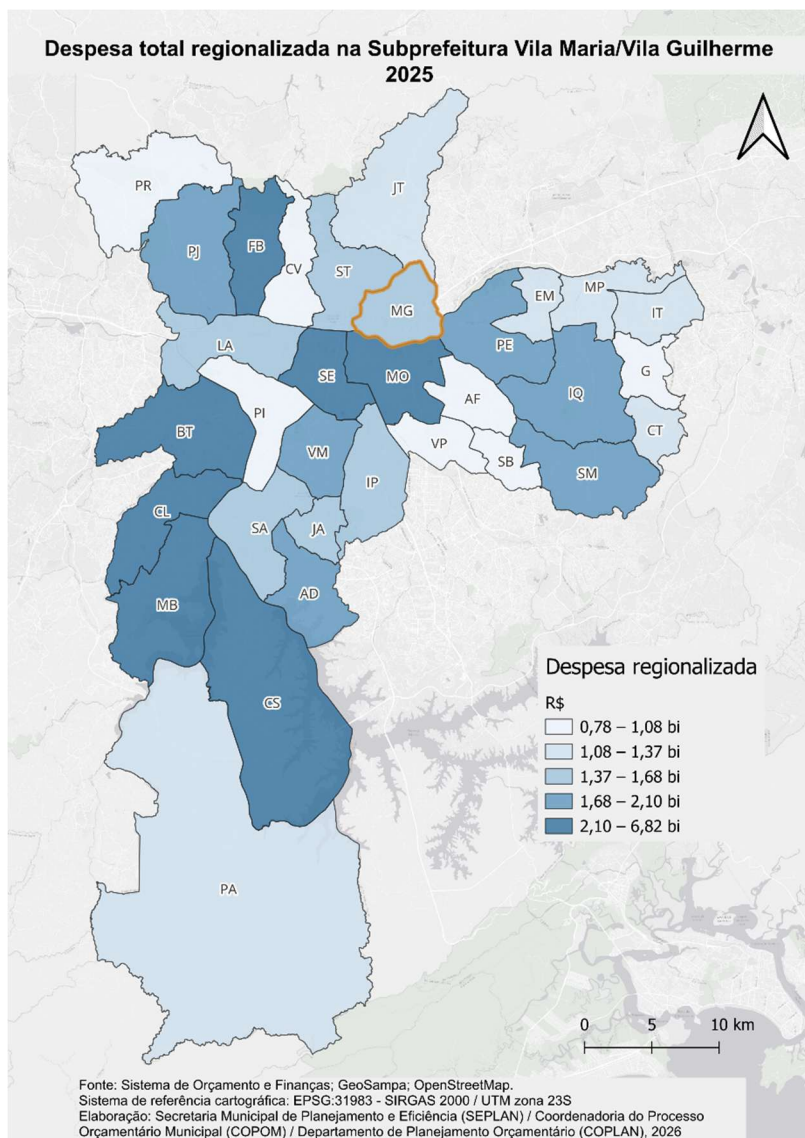 Despesa total regionalizada na Subprefeitura Vila Maria/Vila Guilherme
2025
PR
JT
PJ
FB
CV
ST
MG
EM
MP
IT
LA
SE
MO
PE
IQ
G
BT
PI
AF
VM
VP
SB
CT
IP
SM
CL
SA
JA
AD
MB
CS
PA
Despesa regionalizada
R$
0,78 – 1,08 bi
1,08 – 1,37 bi
1,37 – 1,68 bi
1,68 – 2,10 bi
2,10 – 6,82 bi
0 5 10 km
Fonte: Sistema de Orçamento e Finanças; GeoSampa; OpenStreetMap.
Sistema de referência cartográfica: EPSG:31983 - SIRGAS 2000 / UTM zona 23S
Elaboração: Secretaria Municipal de Planejamento e Eficiência (SEPLAN) / Coordenadoria do Processo
Orçamentário Municipal (COPOM) / Departamento de Planejamento Orçamentário (COPLAN), 2026